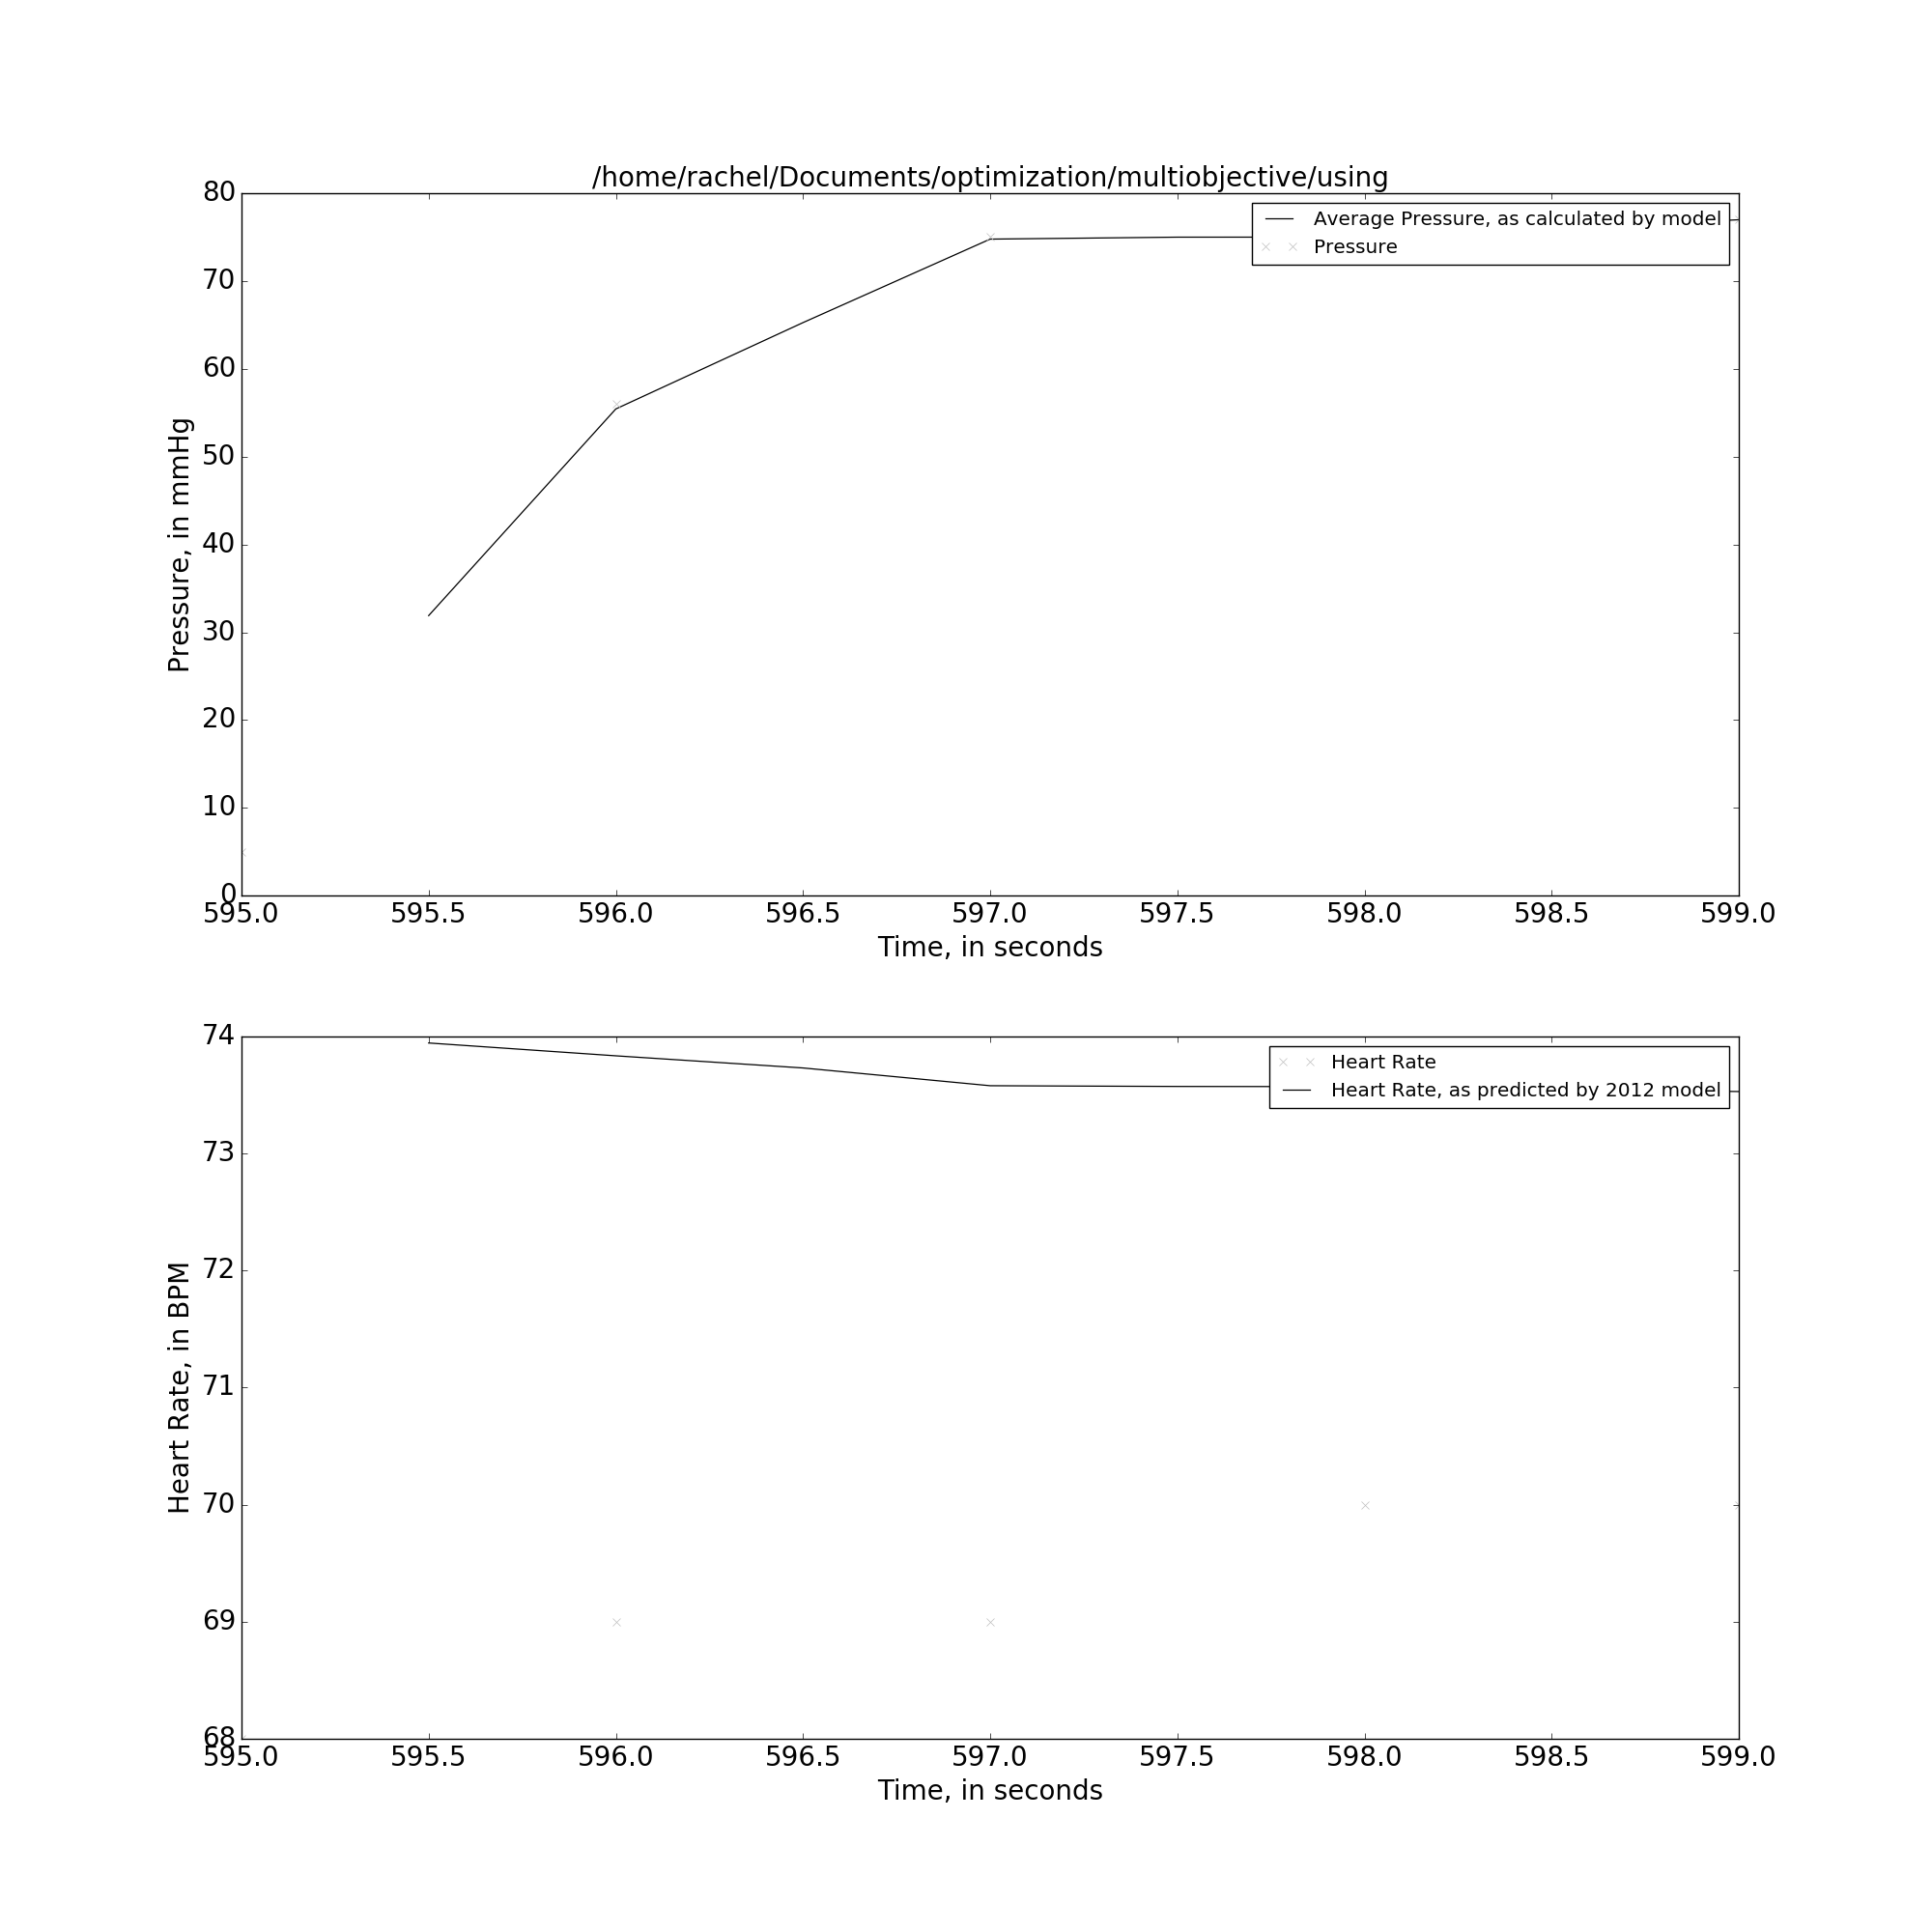 /home/rachel/Documents/optimization/multiobjective/using
80
Average Pressure, as calculated by model
Pressure
70
60
50
40
30
20
10
0
Pressure, in mmHg
595.0 595.5 596.0 596.5 597.0 597.5 598.0 598.5 599.0
Time, in seconds
74
Heart Rate
Heart Rate, as predicted by 2012 model
73
72
71
70
69
68
Heart Rate, in BPM
595.0 595.5 596.0 596.5 597.0 597.5 598.0 598.5 599.0
Time, in seconds